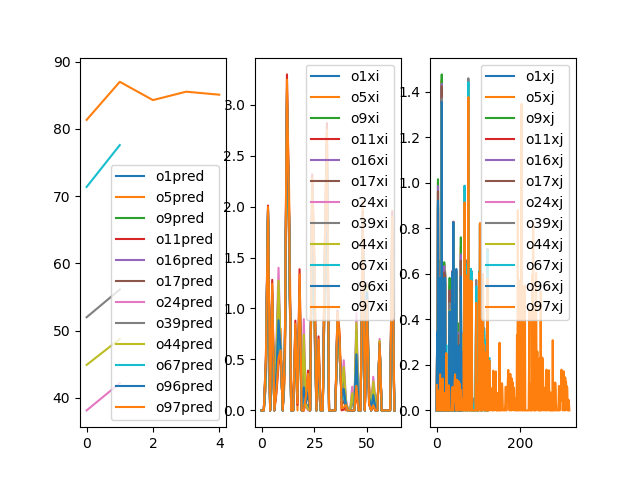 90
80
70
60
50
40
0
2
4
o1pred
o5pred
o9pred
o11pred
o16pred
o17pred
o24pred
o39pred
o44pred
o67pred
o96pred
o97pred
3.0
2.5
2.0
1.5
1.0
0.5
0.0
0
25
50
o1xi
o5xi
o9xi
o11xi
o16xi
o17xi
o24xi
o39xi
o44xi
o67xi
o96xi
o97xi
1.4
1.2
1.0
0.8
0.6
0.4
0.2
0.0
0
200
o1xj
o5xj
o9xj
o11xj
o16xj
o17xj
o24xj
o39xj
o44xj
o67xj
o96xj
o97xj